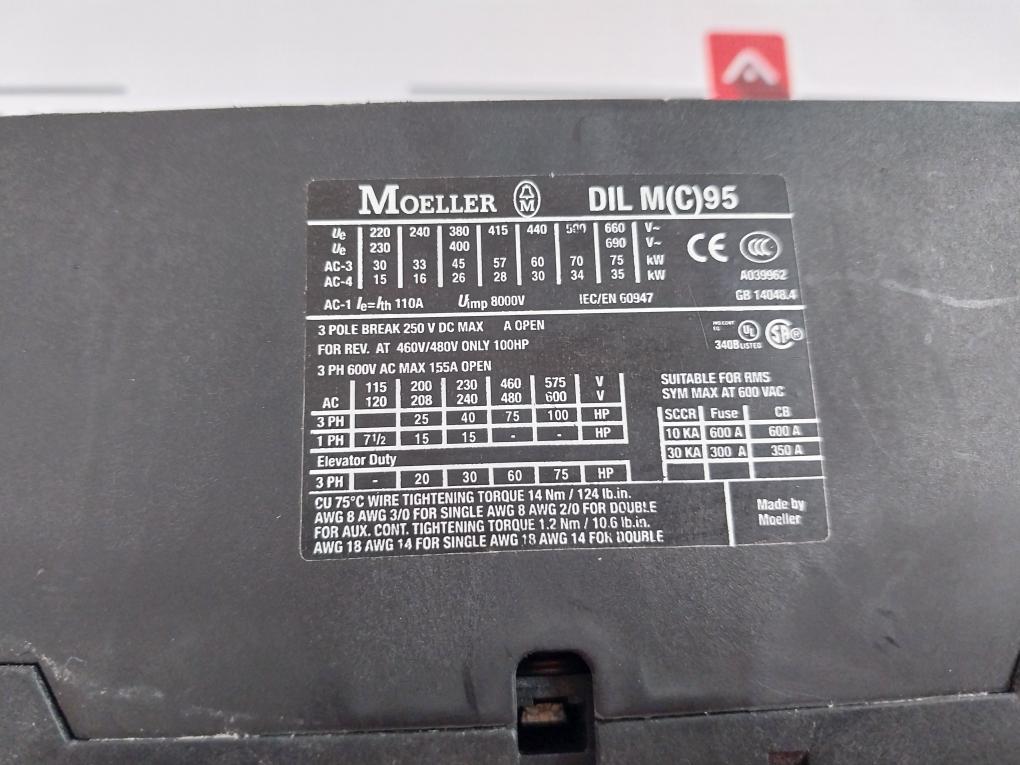 MOELLER DIL M(C)95
Ue 220 240 380 415 440 500 660 V~
Ue 230 400 690 V~
AC-3 30 33 45 57 60 70 75 kW
AC-4 15 16 26 28 30 34 35 kW
AC-1 Ie=Ith 110A Uimp 8000V IEC/EN 60947
CE CCC
A039962
GB 14048.4
3 POLE BREAK 250 V DC MAX A OPEN
FOR REV. AT 460V/480V ONLY 100HP
3 PH 600V AC MAX 155A OPEN
IND.CONT
EQ
UL SA R
340B LISTED
115 200 230 460 575 V
AC 120 208 240 480 600 V
3 PH 25 40 75 100 HP
1 PH 7 1/2 15 15 - - HP
Elevator Duty
3 PH - 20 30 60 75 HP
SUITABLE FOR RMS
SYM MAX AT 600 VAC
SCCR Fuse CB
10 KA 600 A 600 A
30 KA 300 A 350 A
CU 75°C WIRE TIGHTENING TORQUE 14 Nm / 124 lb.in.
AWG 8 AWG 3/0 FOR SINGLE AWG 8 AWG 2/0 FOR DOUBLE
FOR AUX. CONT. TIGHTENING TORQUE 1.2 Nm / 10.6 lb.in.
AWG 18 AWG 14 FOR SINGLE AWG 18 AWG 14 FOR DOUBLE
Made by
Moeller